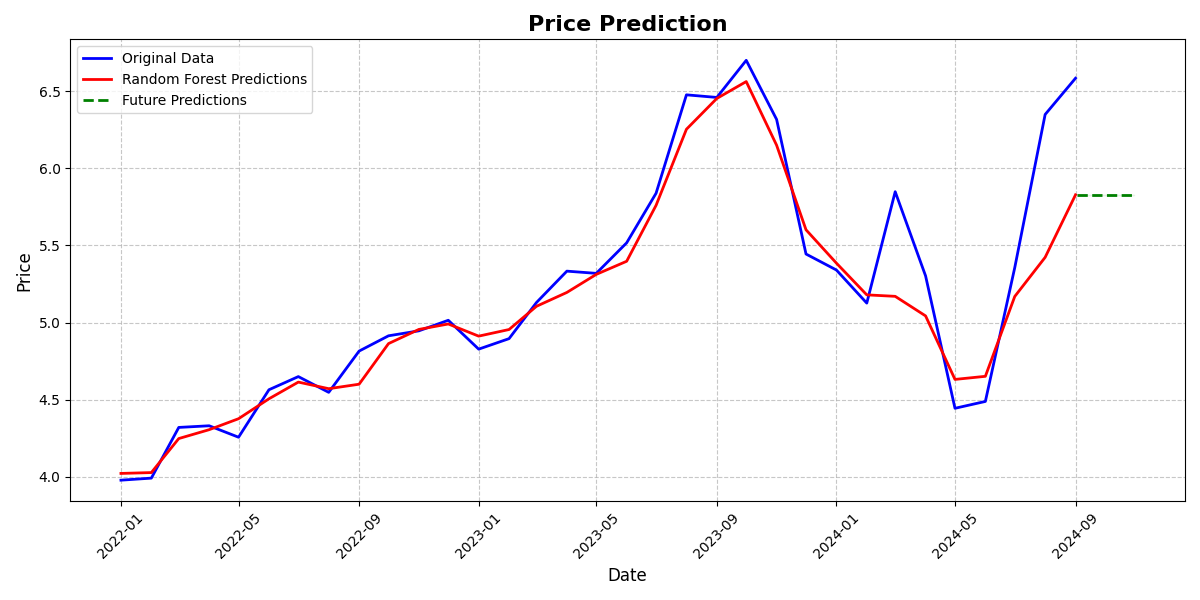 Price Prediction
Original Data
Random Forest Predictions
Future Predictions
Price
6.5
6.0
5.5
5.0
4.5
4.0
2022-01
2022-05
2022-09
2023-01
2023-05
2023-09
2024-01
2024-05
2024-09
Date